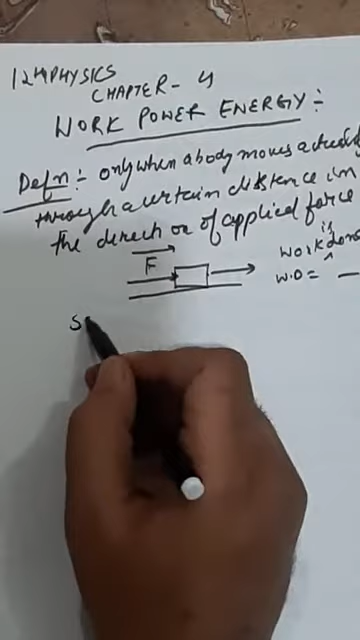 12th PHYSICS
CHAPTER - 4
WORK POWER ENERGY :-
Defn :- only when a body moves
through a certain distance in
the direction of applied force
F
work is done
W.D =
S